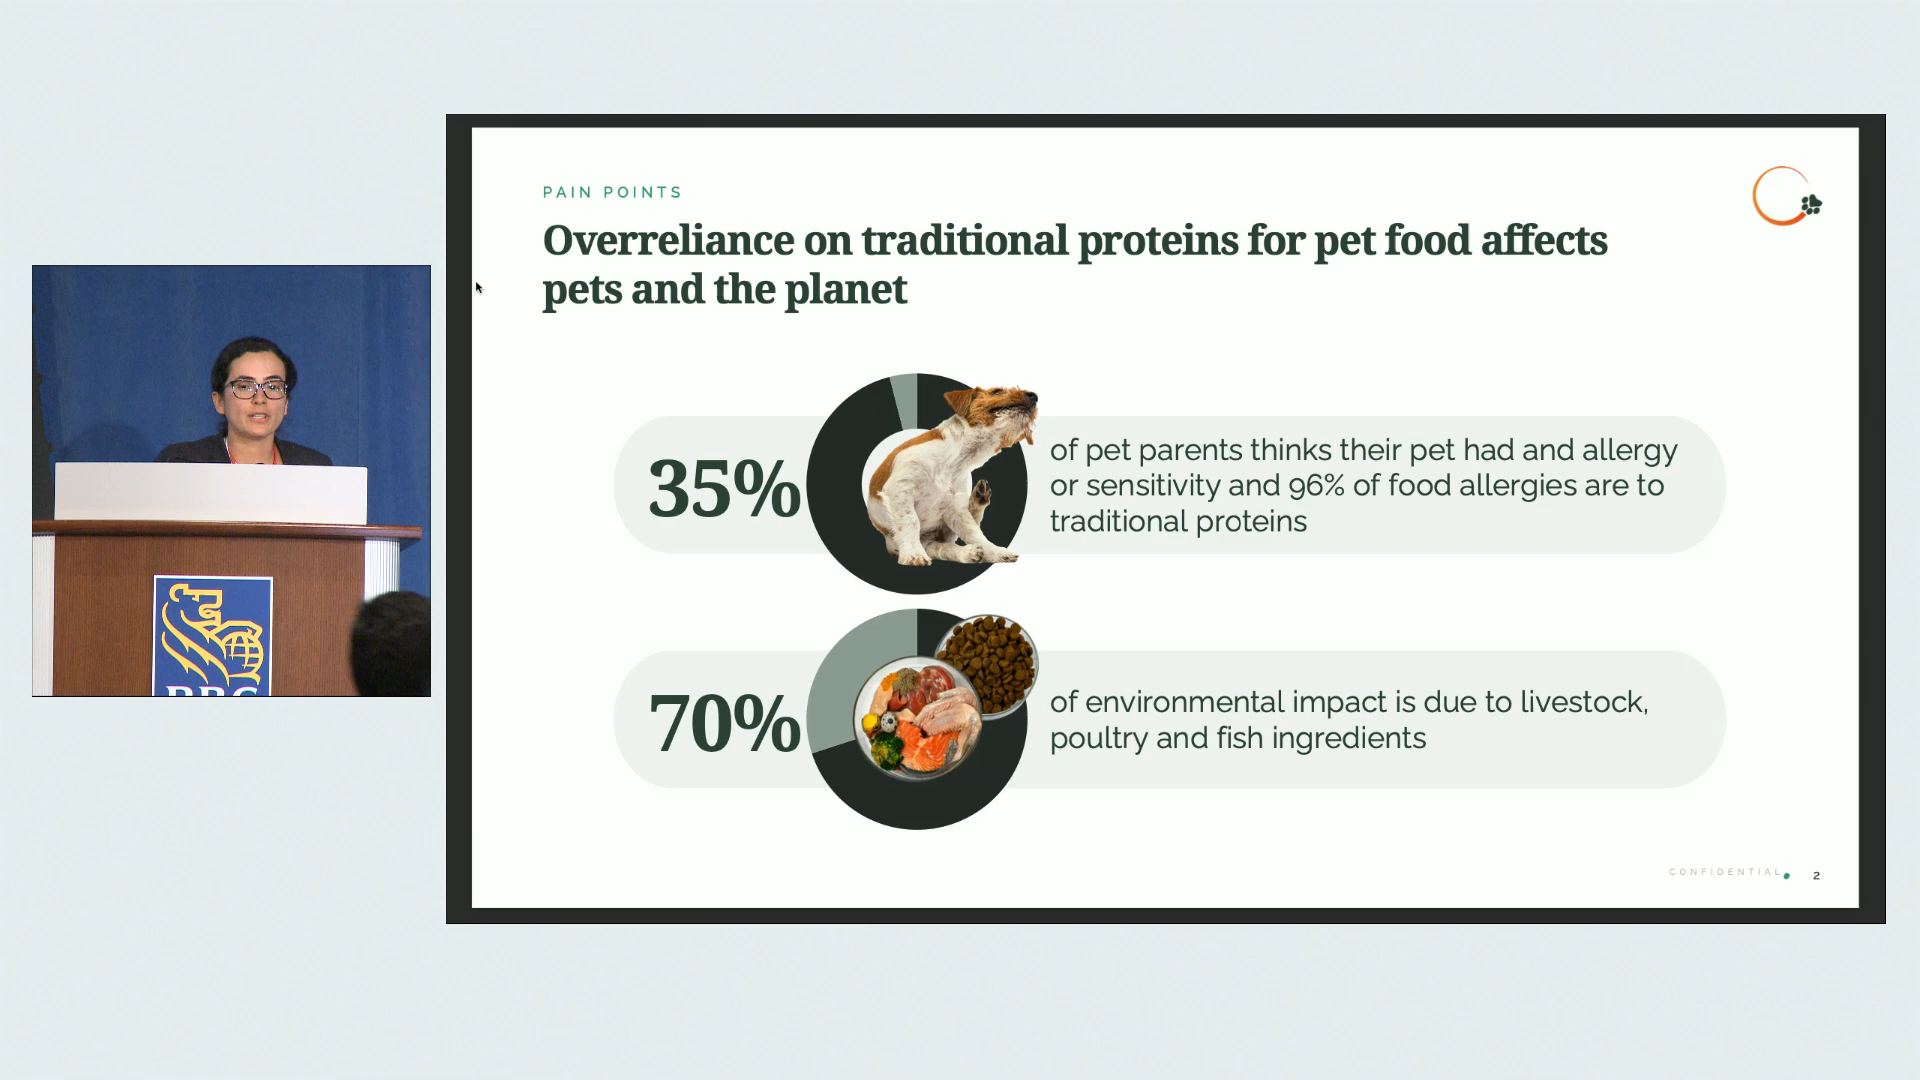 PAIN POINTS
Overreliance on traditional proteins for pet food affects
pets and the planet
35%
of pet parents thinks their pet had and allergy
or sensitivity and 96% of food allergies are to
traditional proteins
70%
of environmental impact is due to livestock,
poultry and fish ingredients
CONFIDENTIAL
2
RBC